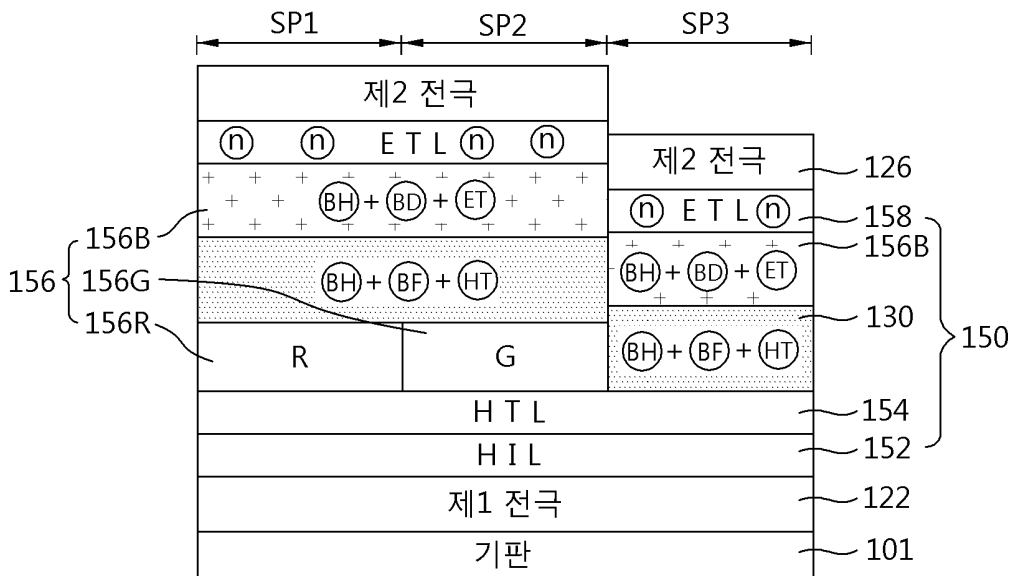 SP1 SP2 SP3
제2 전극
n n E T L n n
제2 전극 126
n E T L n 158
BH + BD + ET
156B
156B
BH + BD + ET
156 156G
BH + BF + HT
130
150
156R
R G
BH + BF + HT
H T L 154
H I L 152
제1 전극 122
기판 101